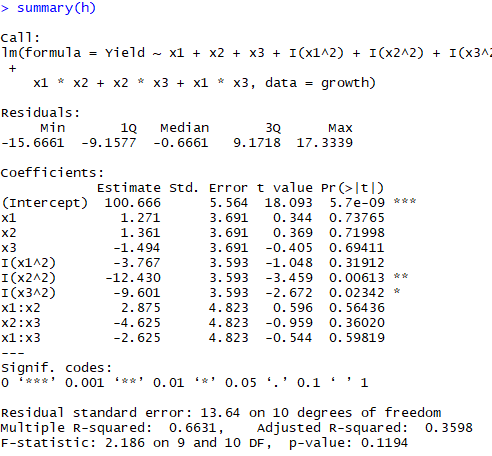 > summary(h)
Call:
lm(formula = Yield ~ x1 + x2 + x3 + I(x1^2) + I(x2^2) + I(x3^2
+
x1 * x2 + x2 * x3 + x1 * x3, data = growth)
Residuals:
Min 1Q Median 3Q Max
-15.6661 -9.1577 -0.6661 9.1718 17.3339
Coefficients:
Estimate Std. Error t value Pr(>|t|)
(Intercept) 100.666 5.564 18.093 5.7e-09 ***
x1 1.271 3.691 0.344 0.73765
x2 1.361 3.691 0.369 0.71998
x3 -1.494 3.691 -0.405 0.69411
I(x1^2) -3.767 3.593 -1.048 0.31912
I(x2^2) -12.430 3.593 -3.459 0.00613 **
I(x3^2) -9.601 3.593 -2.672 0.02342 *
x1:x2 2.875 4.823 0.596 0.56436
x2:x3 -4.625 4.823 -0.959 0.36020
x1:x3 -2.625 4.823 -0.544 0.59819
---
Signif. codes:
0 ‘***’ 0.001 ‘**’ 0.01 ‘*’ 0.05 ‘.’ 0.1 ‘ ’ 1
Residual standard error: 13.64 on 10 degrees of freedom
Multiple R-squared: 0.6631, Adjusted R-squared: 0.3598
F-statistic: 2.186 on 9 and 10 DF, p-value: 0.1194